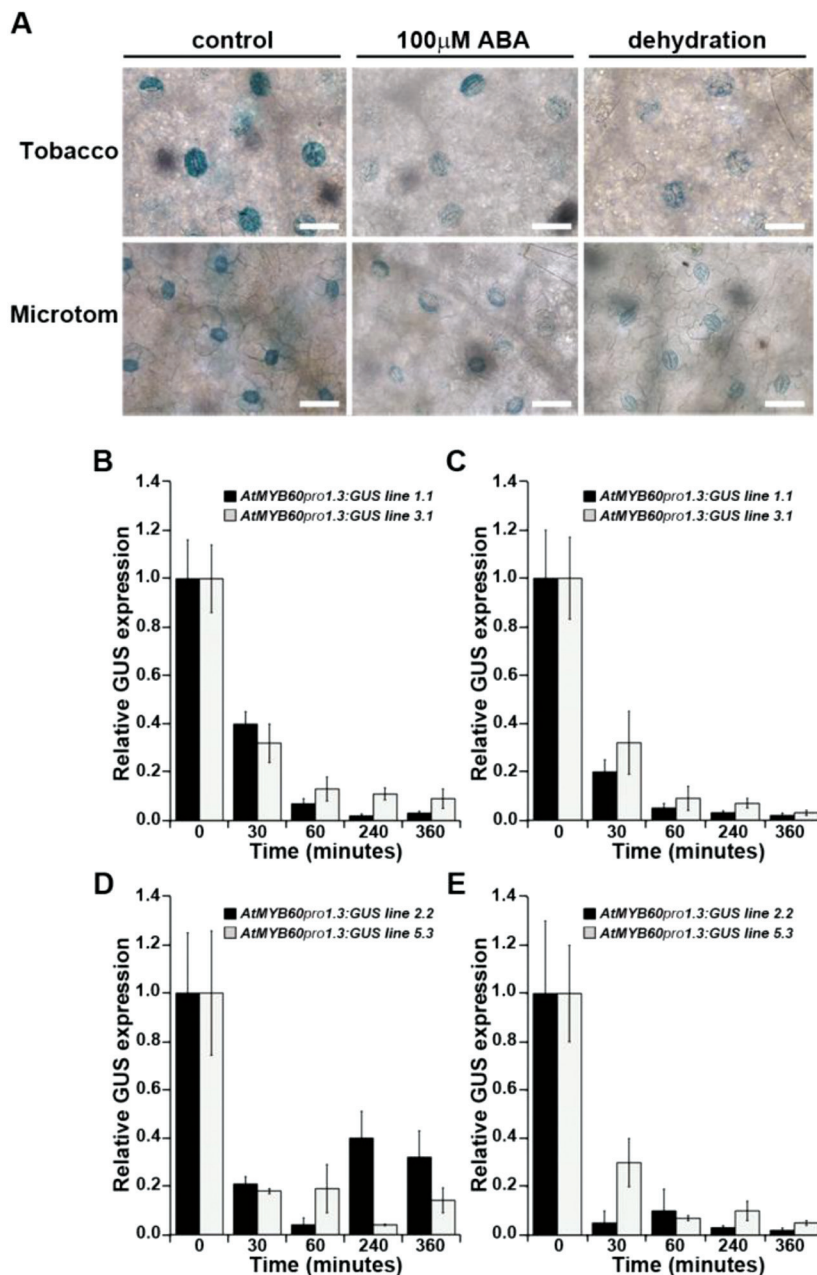 A
control 100µM ABA dehydration
Tobacco
Microtom
B
Relative GUS expression
1.4
1.2
1.0
0.8
0.6
0.4
0.2
0.0
AtMYB60pro1.3:GUS line 1.1
AtMYB60pro1.3:GUS line 3.1
0 30 60 240 360
Time (minutes)
C
Relative GUS expression
1.4
1.2
1.0
0.8
0.6
0.4
0.2
0.0
AtMYB60pro1.3:GUS line 1.1
AtMYB60pro1.3:GUS line 3.1
0 30 60 240 360
Time (minutes)
D
Relative GUS expression
1.4
1.2
1.0
0.8
0.6
0.4
0.2
0.0
AtMYB60pro1.3:GUS line 2.2
AtMYB60pro1.3:GUS line 5.3
0 30 60 240 360
Time (minutes)
E
Relative GUS expression
1.4
1.2
1.0
0.8
0.6
0.4
0.2
0.0
AtMYB60pro1.3:GUS line 2.2
AtMYB60pro1.3:GUS line 5.3
0 30 60 240 360
Time (minutes)